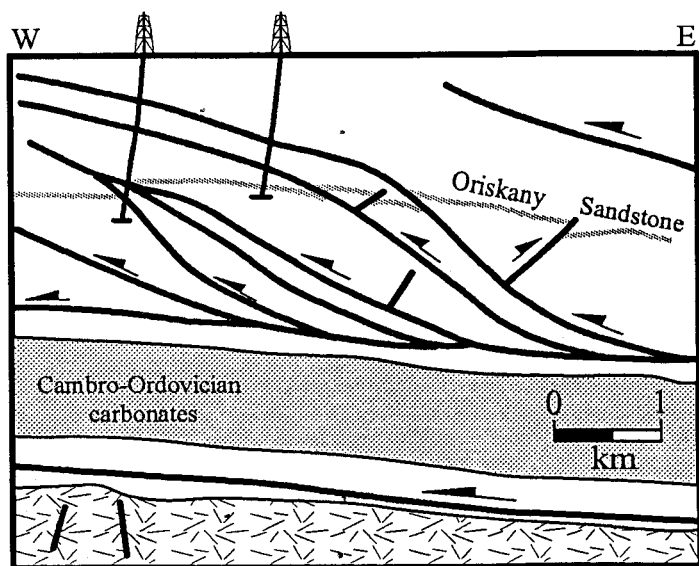 W
E
Oriskany
Sandstone
Cambro-Ordovician
carbonates
0 1
km